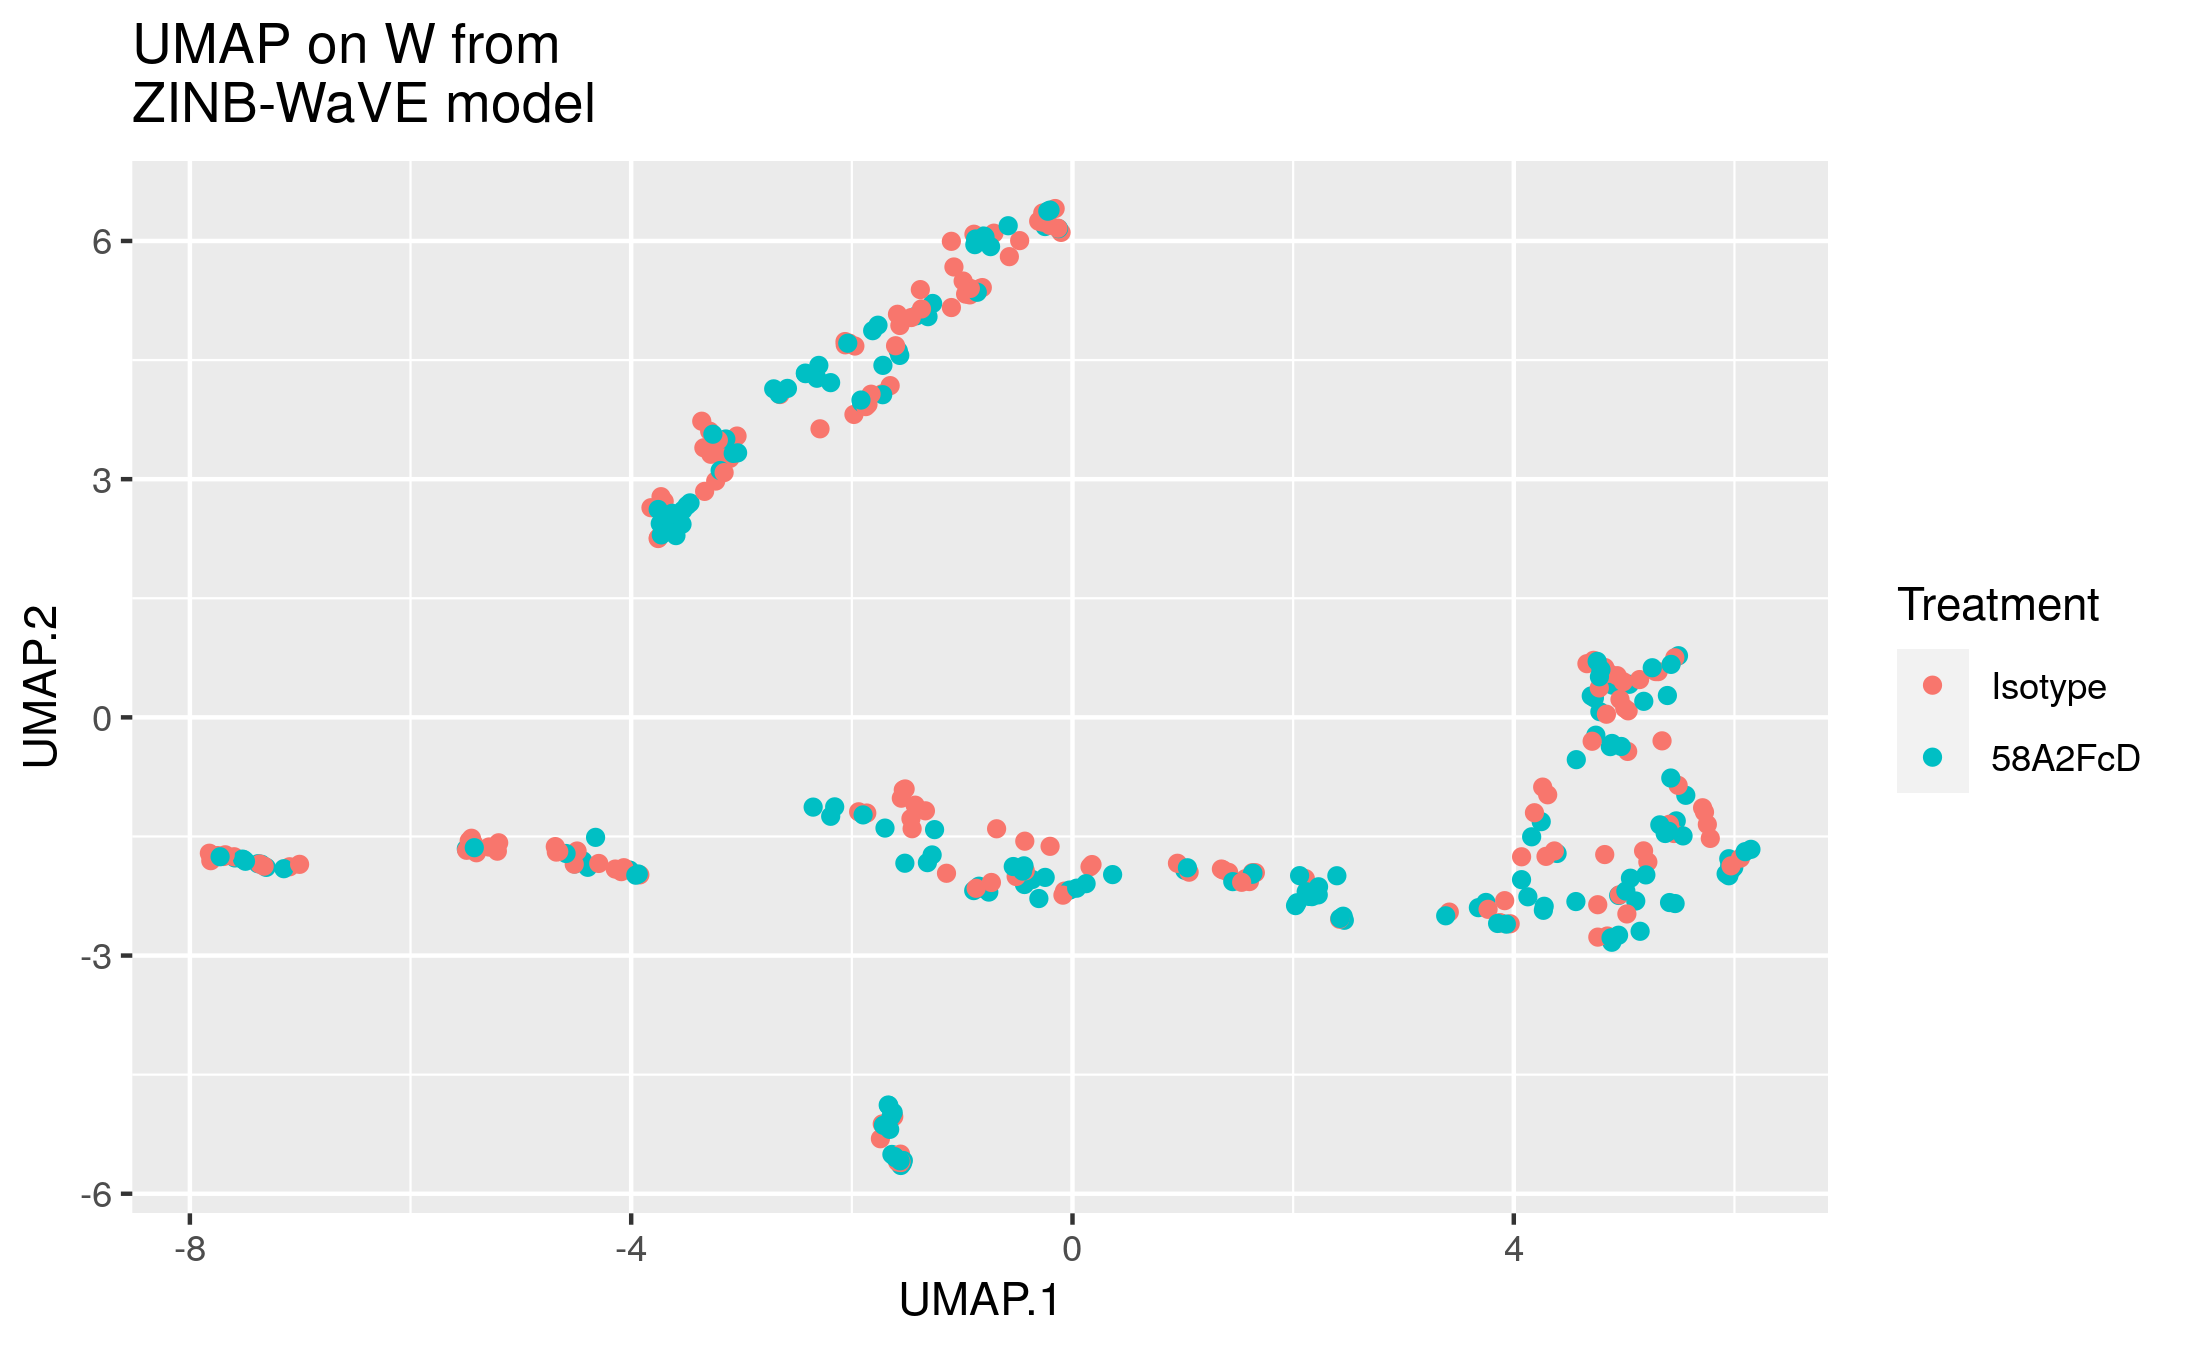 UMAP on W from
ZINB-WaVE model
6
3
0
-3
-6
UMAP.2
-8
-4
0
4
UMAP.1
Treatment
Isotype
58A2FcD